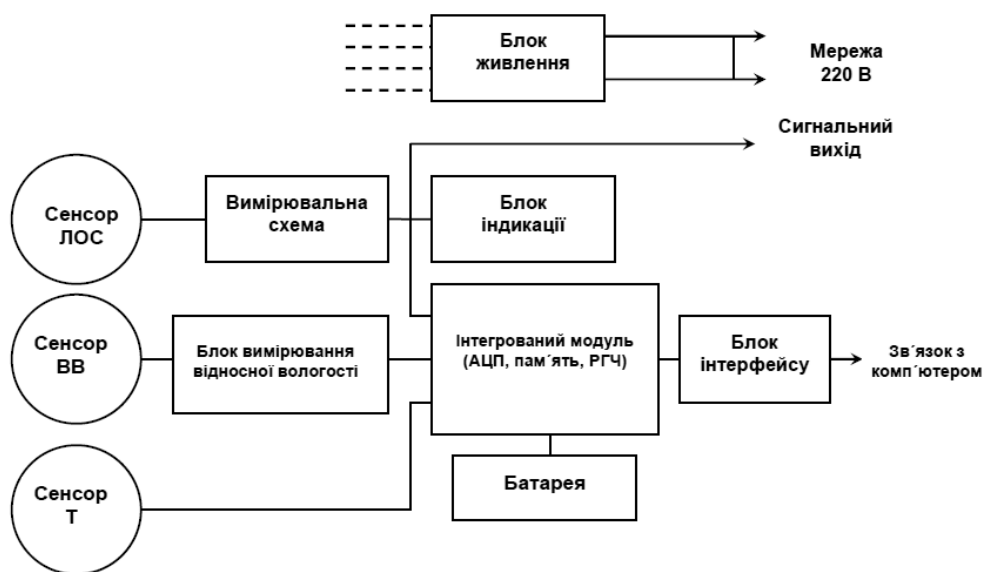 Блок
живлення
Мережа
220 В
Сигнальний
вихід
Сенсор
ЛОС
Вимірювальна
схема
Блок
індикації
Сенсор
ВВ
Блок вимірювання
відносної вологості
Інтегрований модуль
(АЦП, пам´ять, РГЧ)
Блок
інтерфейсу
Зв´язок з
комп´ютером
Сенсор
Т
Батарея